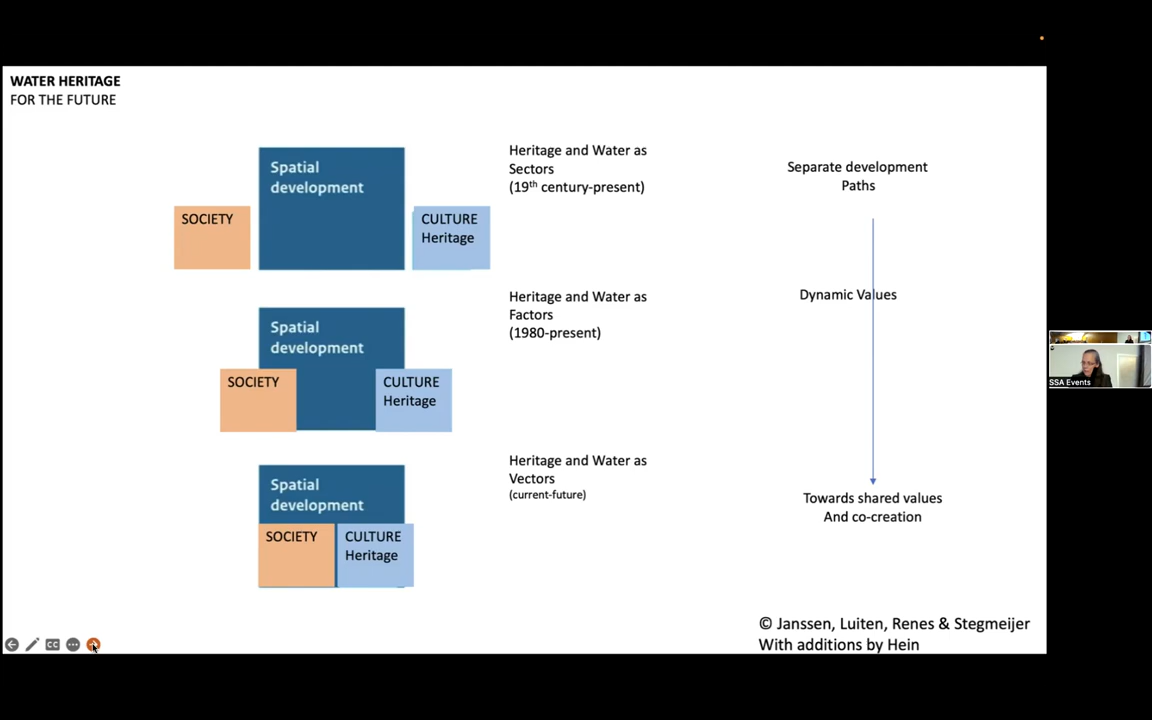 WATER HERITAGE
FOR THE FUTURE
Spatial
development
SOCIETY
CULTURE
Heritage
Heritage and Water as
Sectors
(19th century-present)
Separate development
Paths
Spatial
development
SOCIETY
CULTURE
Heritage
Heritage and Water as
Factors
(1980-present)
Dynamic Values
Spatial
development
SOCIETY
CULTURE
Heritage
Heritage and Water as
Vectors
(current-future)
Towards shared values
And co-creation
© Janssen, Luiten, Renes & Stegmeijer
With additions by Hein
SSA Events
CC